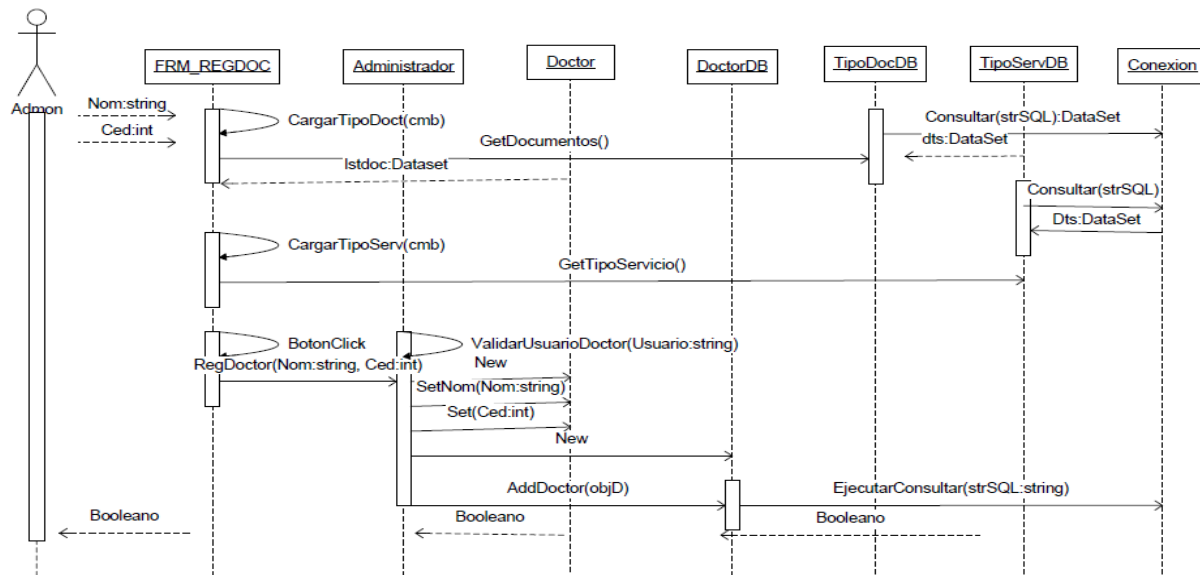 Admon
FRM_REGDOC
Administrador
Doctor
DoctorDB
TipoDocDB
TipoServDB
Conexion
Nom:string
Ced:int
CargarTipoDoct(cmb)
Consultar(strSQL):DataSet
GetDocumentos()
dts:DataSet
lstdoc:Dataset
Consultar(strSQL)
Dts:DataSet
CargarTipoServ(cmb)
GetTipoServicio()
BotonClick
ValidarUsuarioDoctor(Usuario:string)
RegDoctor(Nom:string, Ced:int)
New
SetNom(Nom:string)
Set(Ced:int)
New
AddDoctor(objD)
EjecutarConsultar(strSQL:string)
Booleano
Booleano
Booleano